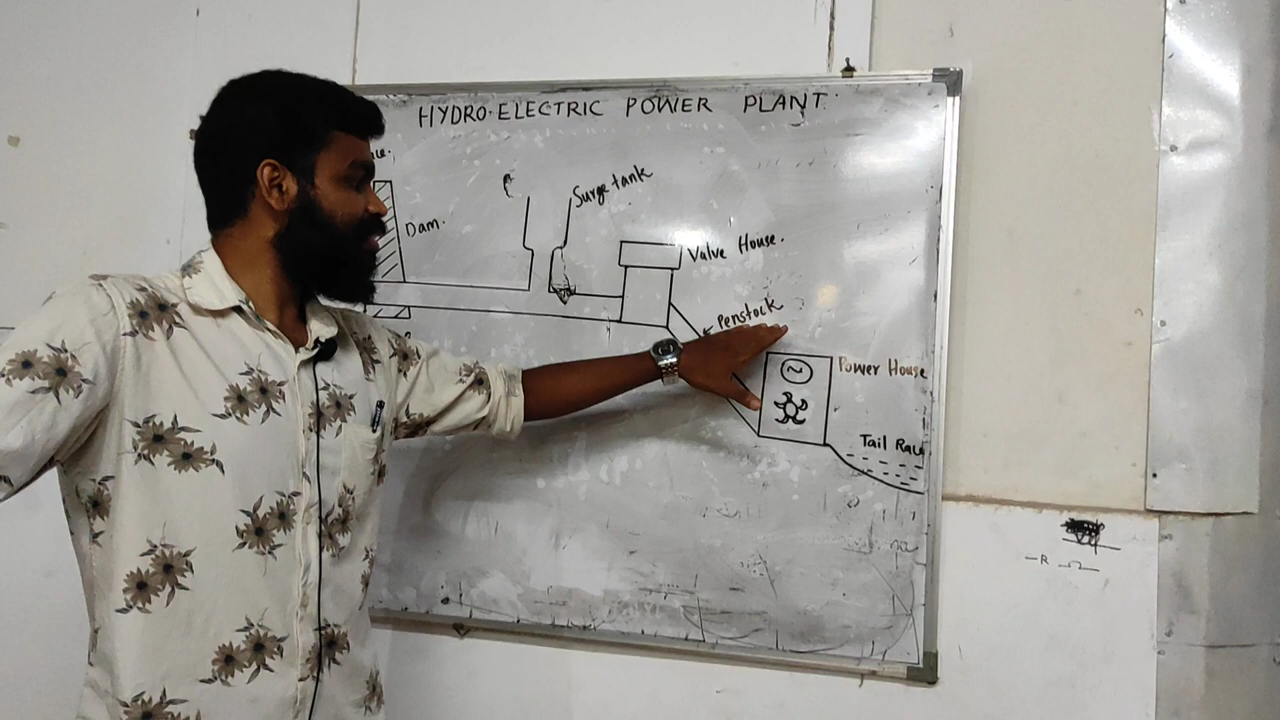 HYDRO-ELECTRIC POWER PLANT
Surge tank
Dam.
Valve House.
Penstock
Power House
Tail Race
-R